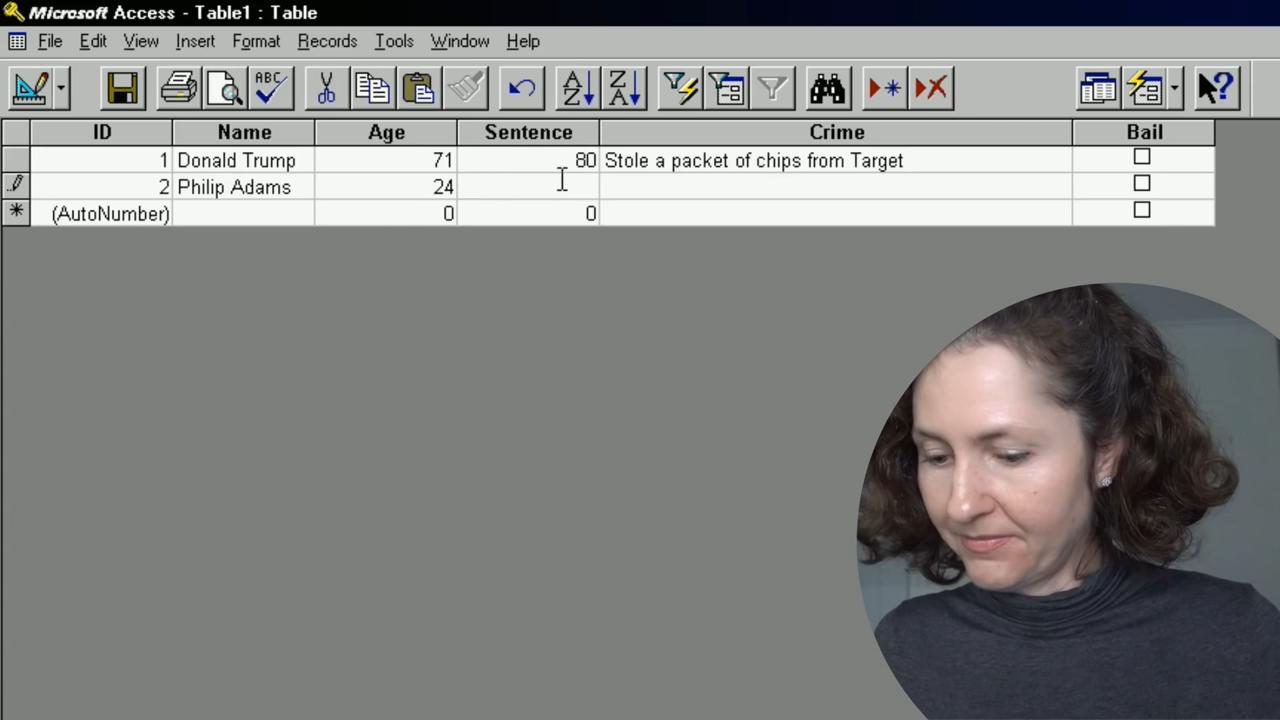 Microsoft Access - Table1 : Table
File Edit View Insert Format Records Tools Window Help
ABC A Z Z A ?
ID Name Age Sentence Crime Bail
1 Donald Trump 71 80 Stole a packet of chips from Target
2 Philip Adams 24
(AutoNumber) 0 0